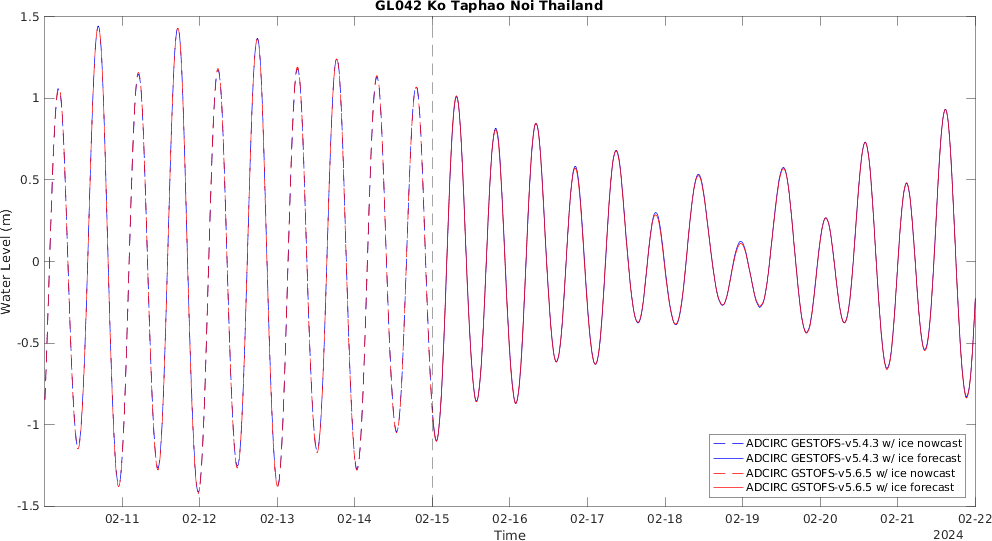 GL042 Ko Taphao Noi Thailand
1.5
1
0.5
0
-0.5
-1
-1.5
Water Level (m)
02-11
02-12
02-13
02-14
02-15
02-16
02-17
02-18
02-19
02-20
02-21
02-22
Time
2024
ADCIRC GESTOFS-v5.4.3 w/ ice nowcast
ADCIRC GESTOFS-v5.4.3 w/ ice forecast
ADCIRC GSTOFS-v5.6.5 w/ ice nowcast
ADCIRC GSTOFS-v5.6.5 w/ ice forecast